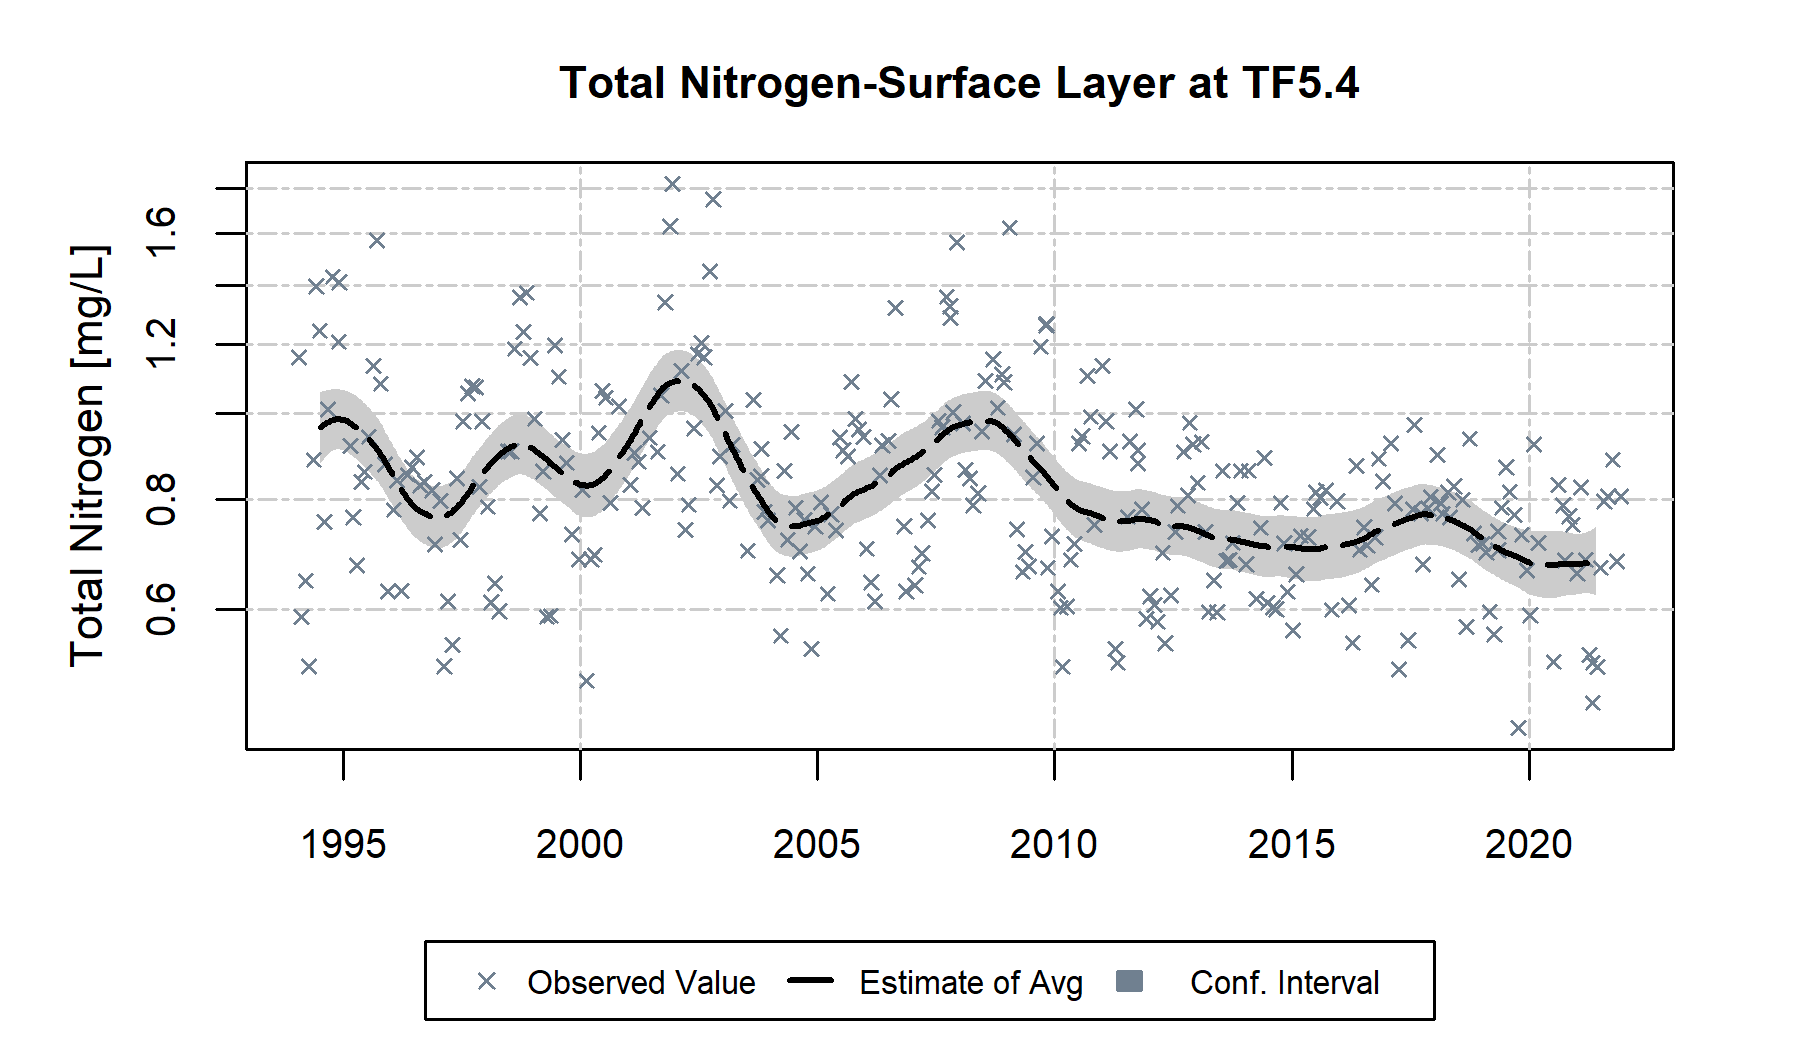 Total Nitrogen-Surface Layer at TF5.4
Total Nitrogen [mg/L]
1.6
1.2
0.8
0.6
1995 2000 2005 2010 2015 2020
Observed Value Estimate of Avg Conf. Interval